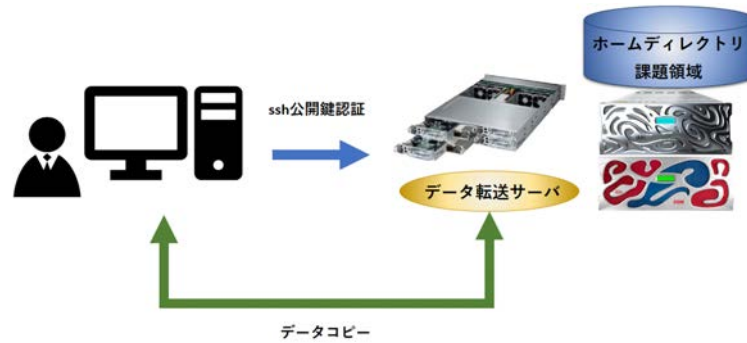 ホームディレクトリ
課題領域
ssh公開鍵認証
データ転送サーバ
データコピー